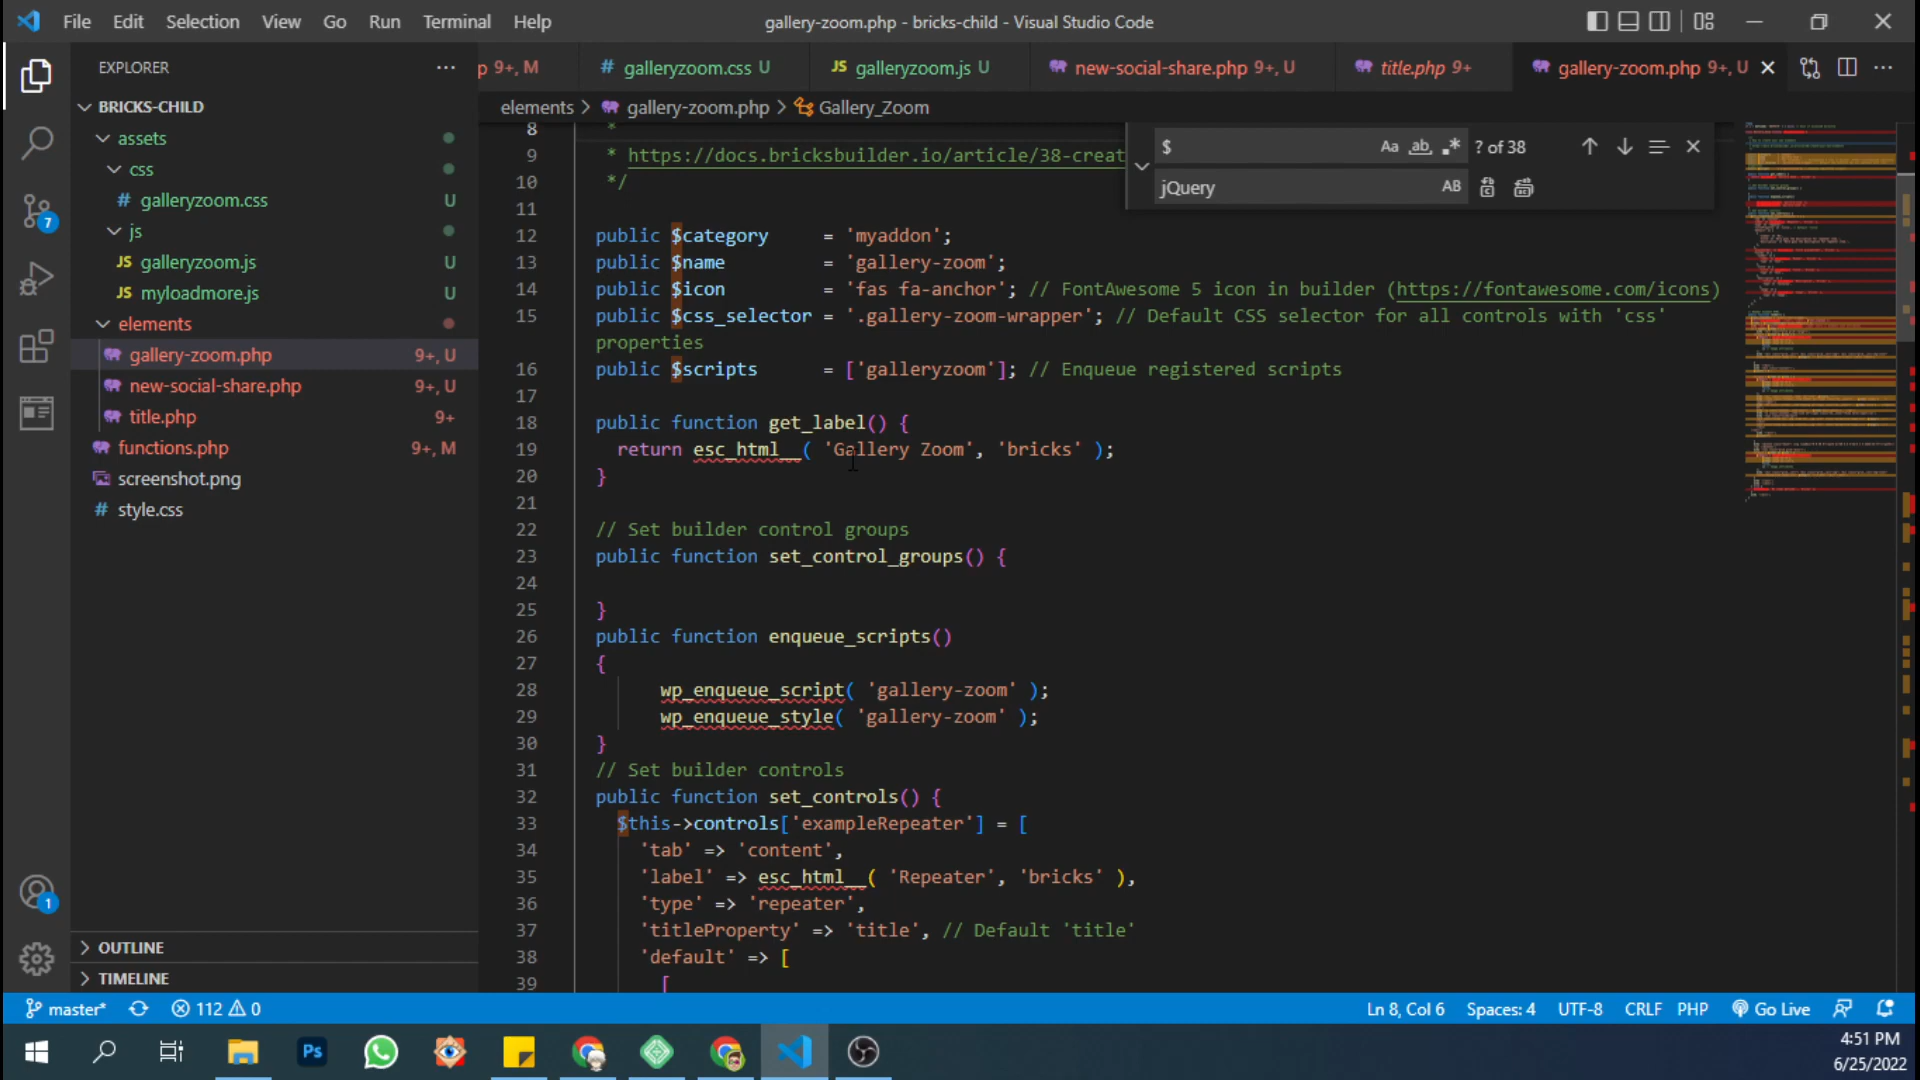 File Edit Selection View Go Run Terminal Help
gallery-zoom.php - bricks-child - Visual Studio Code
EXPLORER
BRICKS-CHILD
assets
css
# galleryzoom.css U
js
JS galleryzoom.js U
JS myloadmore.js U
elements
gallery-zoom.php 9+, U
new-social-share.php 9+, U
title.php 9+
functions.php 9+, M
screenshot.png
# style.css
7
1
OUTLINE
TIMELINE
p 9+, M
# galleryzoom.css U
JS galleryzoom.js U
new-social-share.php 9+, U
title.php 9+
gallery-zoom.php 9+, U
elements > gallery-zoom.php > Gallery_Zoom
$ Aa ab .* ? of 38
jQuery AB
8 *
9 * https://docs.bricksbuilder.io/article/38-creat
10 */
11
12 public $category = 'myaddon';
13 public $name = 'gallery-zoom';
14 public $icon = 'fas fa-anchor'; // FontAwesome 5 icon in builder (https://fontawesome.com/icons)
15 public $css_selector = '.gallery-zoom-wrapper'; // Default CSS selector for all controls with 'css'
properties
16 public $scripts = ['galleryzoom']; // Enqueue registered scripts
17
18 public function get_label() {
19 return esc_html__( 'Gallery Zoom', 'bricks' );
20 }
21
22 // Set builder control groups
23 public function set_control_groups() {
24
25 }
26 public function enqueue_scripts()
27 {
28 wp_enqueue_script( 'gallery-zoom' );
29 wp_enqueue_style( 'gallery-zoom' );
30 }
31 // Set builder controls
32 public function set_controls() {
33 $this->controls['exampleRepeater'] = [
34 'tab' => 'content',
35 'label' => esc_html__( 'Repeater', 'bricks' ),
36 'type' => 'repeater',
37 'titleProperty' => 'title', // Default 'title'
38 'default' => [
39 [
master* 112 0
Ln 8, Col 6 Spaces: 4 UTF-8 CRLF PHP Go Live
Ps
4:51 PM
6/25/2022